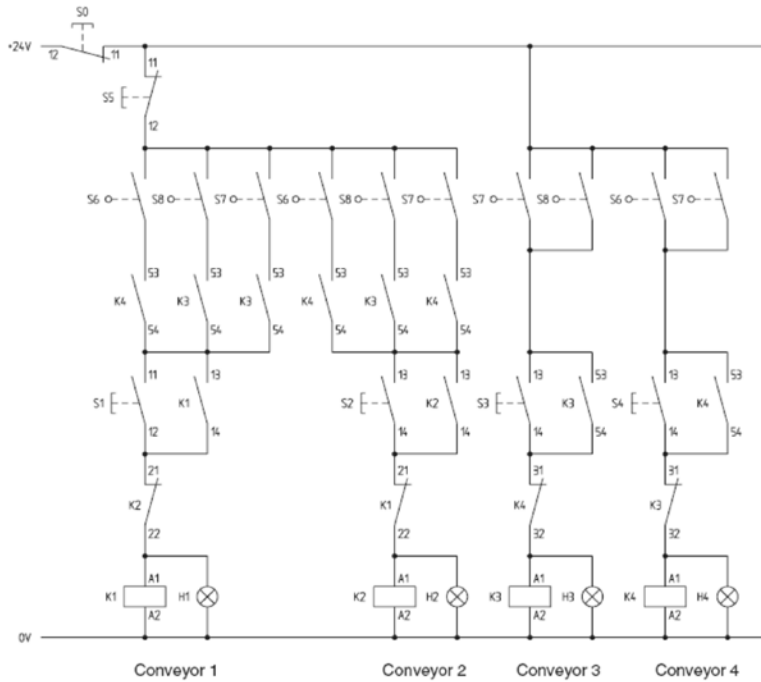 S0
+24V
12 11
11
S5
12
S6 S8 S7 S6 S8 S7 S7 S8 S6 S7
53 53 53 53 53 53
K4 K3 K3 K4 K3 K4
54 54 54 54 54 54
11 13 13 13 13 53 13 53
S1 K1 S2 K2 S3 K3 S4 K4
12 14 14 14 14 54 14 54
21 21 31 31
K2 K1 K4 K3
22 22 32 32
A1 A1 A1 A1
K1 H1 K2 H2 K3 H3 K4 H4
A2 A2 A2 A2
0V
Conveyor 1 Conveyor 2 Conveyor 3 Conveyor 4